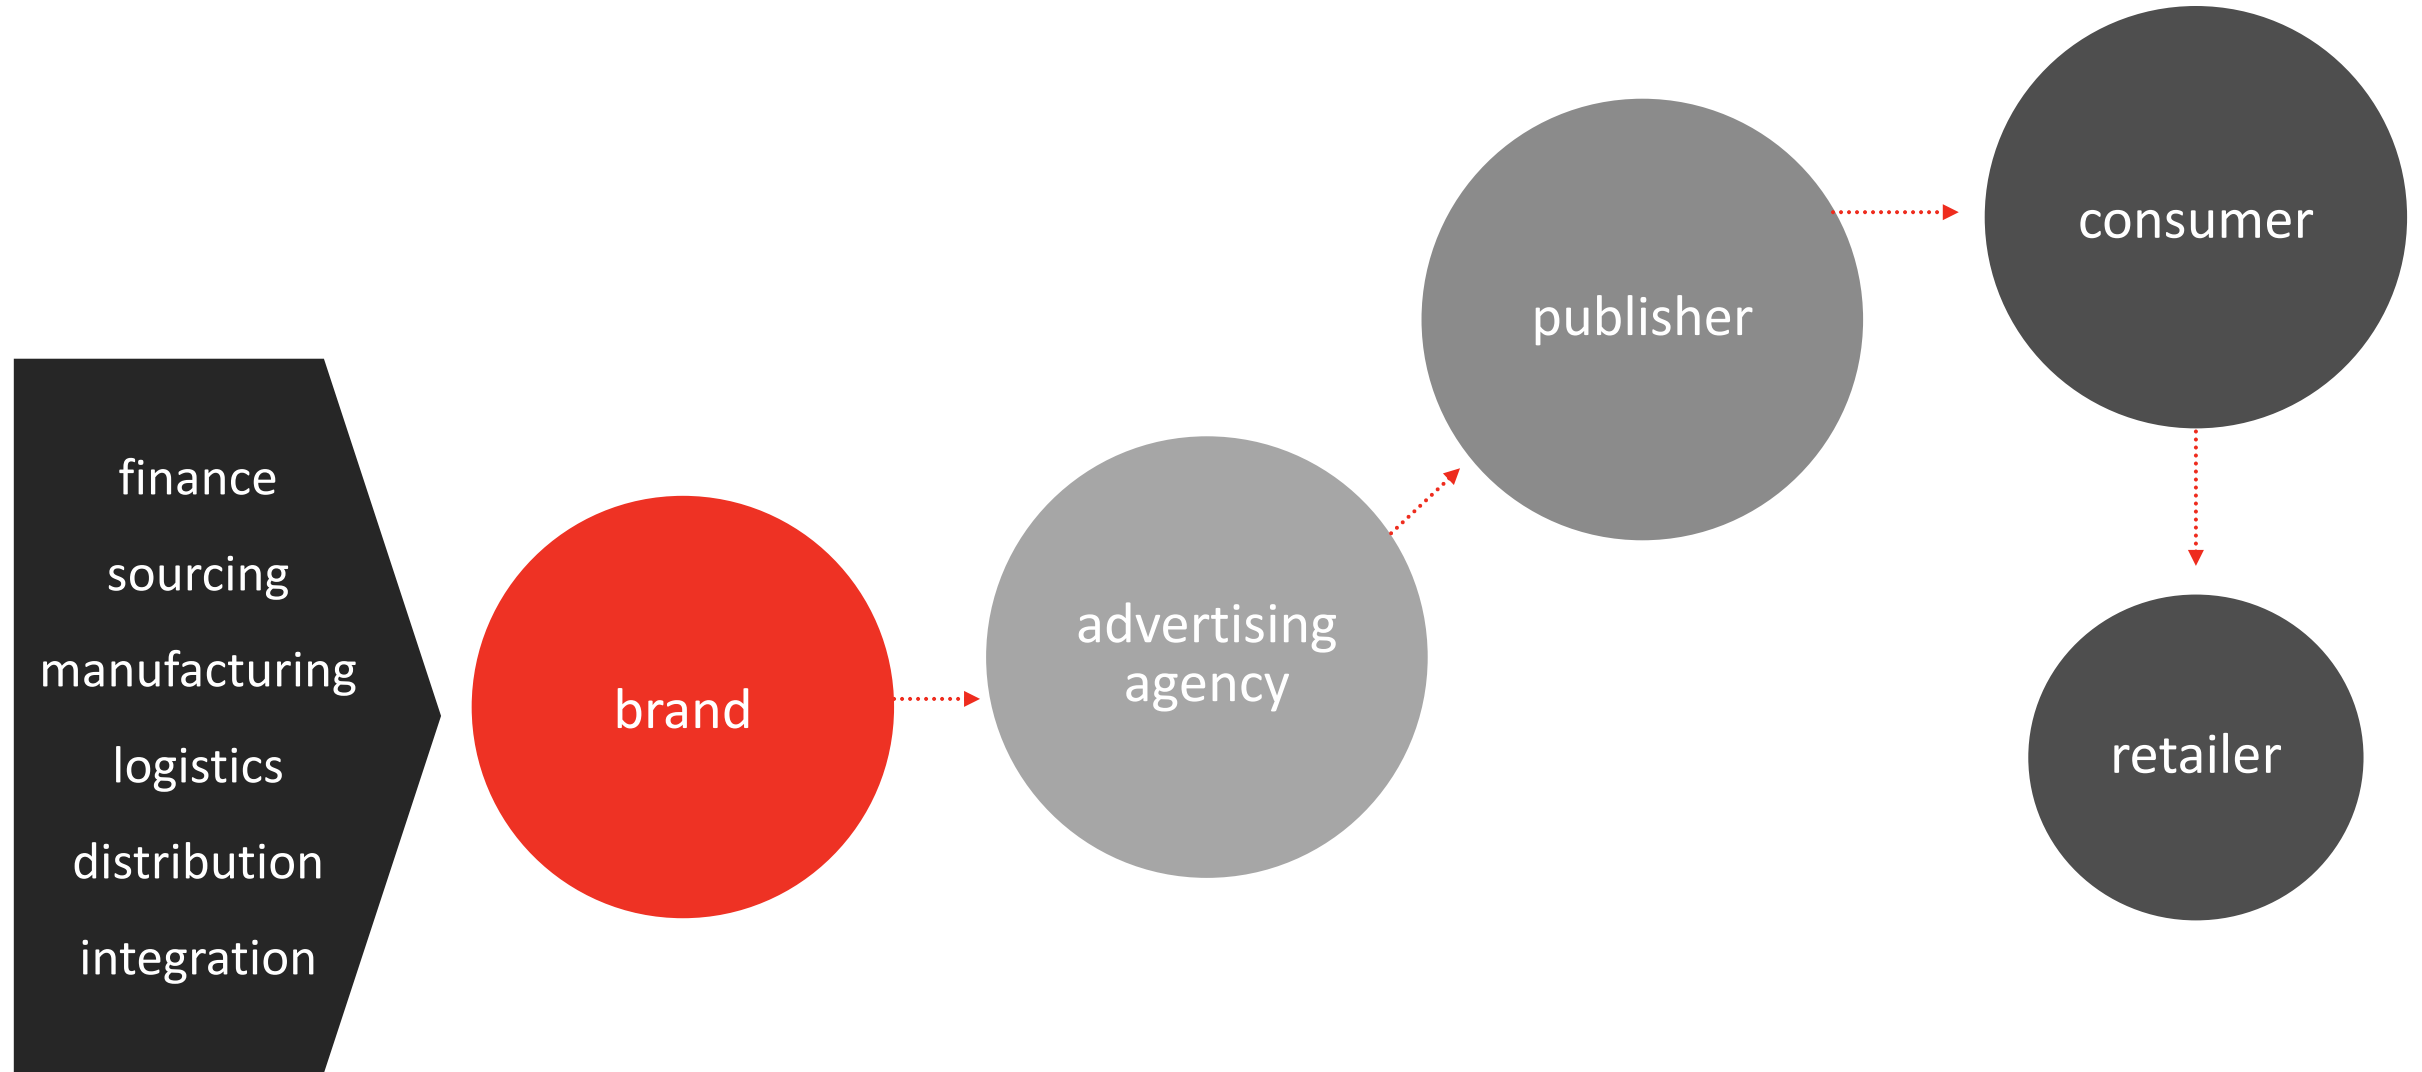 finance
sourcing
manufacturing
logistics
distribution
integration
brand
advertising
agency
publisher
consumer
retailer